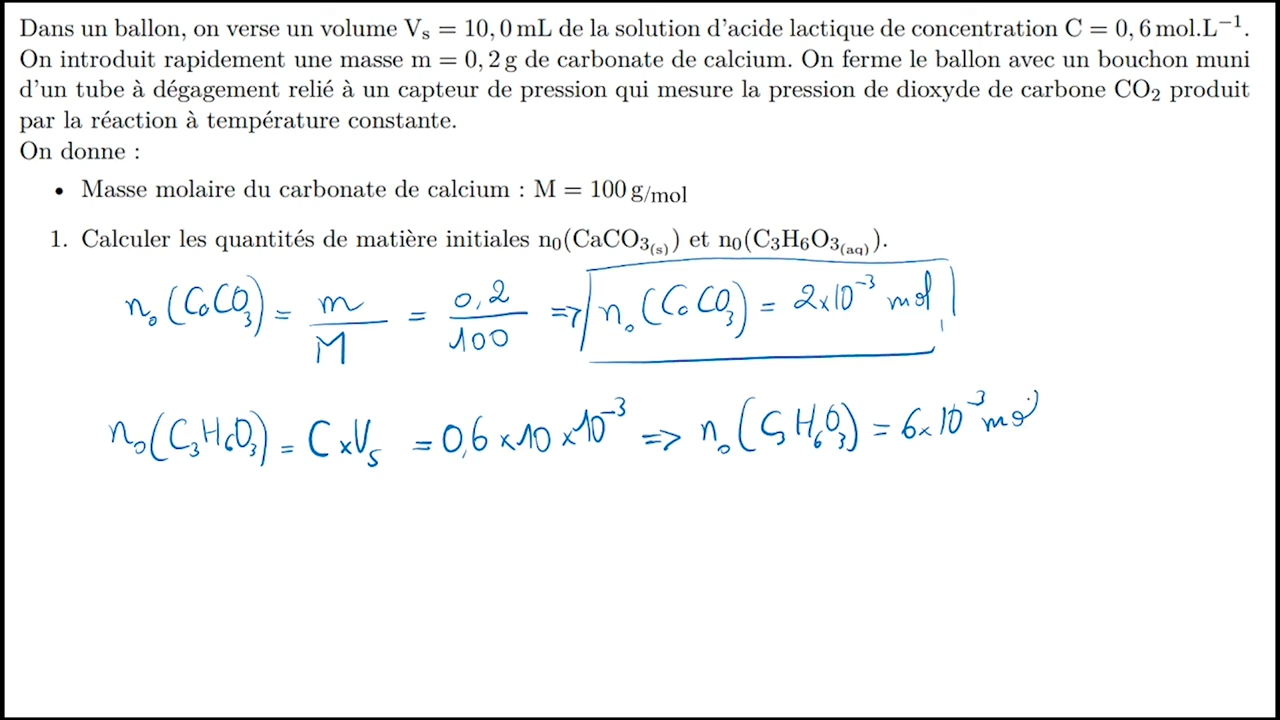 Dans un ballon, on verse un volume Vₛ = 10,0 mL de la solution d'acide lactique de concentration C = 0,6 mol.L⁻¹.
On introduit rapidement une masse m = 0,2 g de carbonate de calcium. On ferme le ballon avec un bouchon muni
d'un tube à dégagement relié à un capteur de pression qui mesure la pression de dioxyde de carbone CO₂ produit
par la réaction à température constante.
On donne :
• Masse molaire du carbonate de calcium : M = 100 g/mol
1. Calculer les quantités de matière initiales n₀(CaCO₃₍ₛ₎) et n₀(C₃H₆O₃(aq)).
n₀(CaCO₃) = m/M = 0,2/100 => n₀(CaCO₃) = 2×10⁻³ mol
n₀(C₃H₆O₃) = C×Vₛ = 0,6×10×10⁻³ => n₀(C₃H₆O₃) = 6×10⁻³ mol